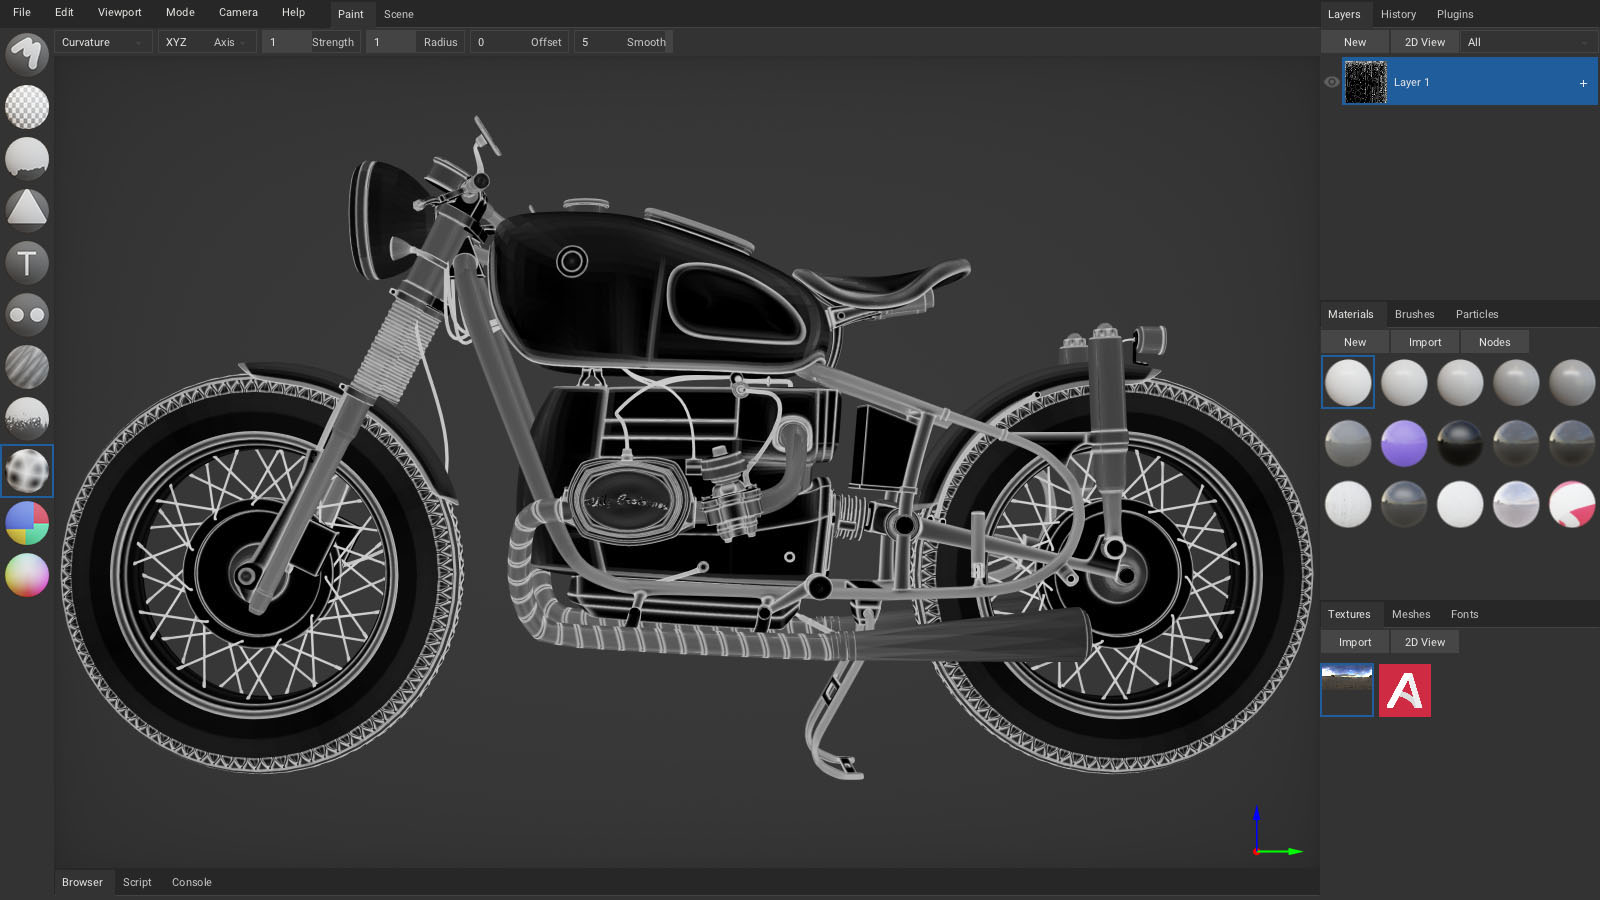 File Edit Viewport Mode Camera Help Paint Scene
Curvature XYZ Axis 1 Strength 1 Radius 0 Offset 5 Smooth
T
Browser Script Console
Layers History Plugins
New 2D View All
Layer 1 +
Materials Brushes Particles
New Import Nodes
Textures Meshes Fonts
Import 2D View
A